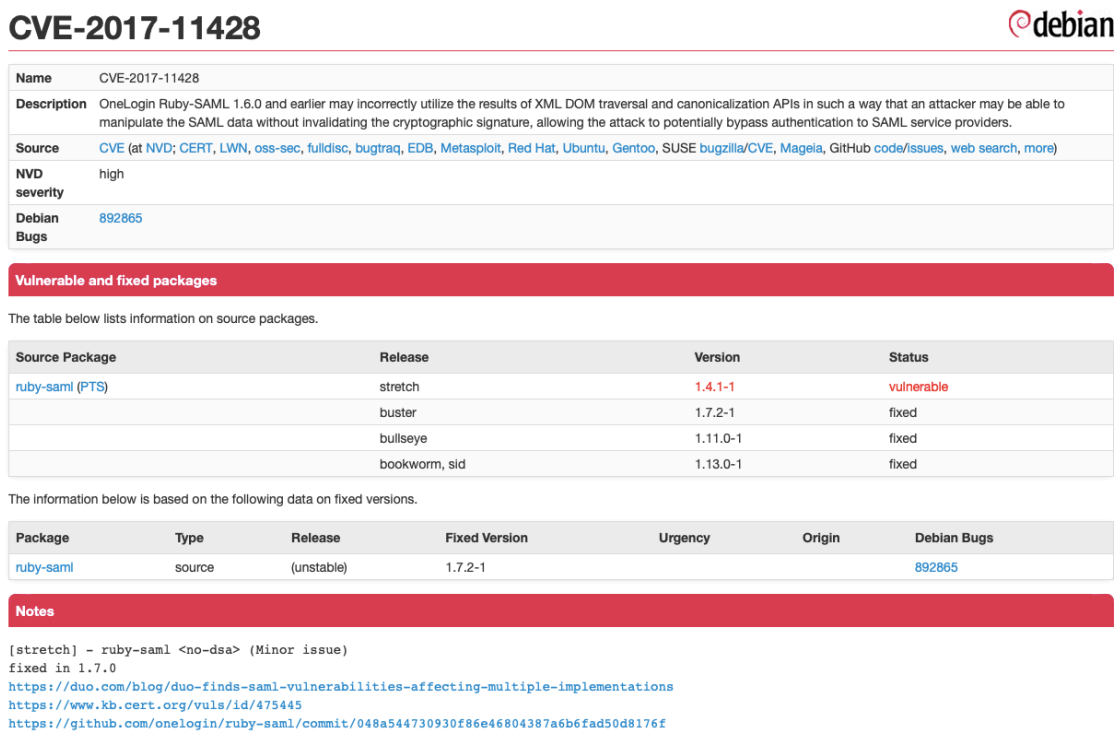 CVE-2017-11428
debian
Name CVE-2017-11428
Description OneLogin Ruby-SAML 1.6.0 and earlier may incorrectly utilize the results of XML DOM traversal and canonicalization APIs in such a way that an attacker may be able to
manipulate the SAML data without invalidating the cryptographic signature, allowing the attack to potentially bypass authentication to SAML service providers.
Source CVE (at NVD; CERT, LWN, oss-sec, fulldisc, bugtraq, EDB, Metasploit, Red Hat, Ubuntu, Gentoo, SUSE bugzilla/CVE, Mageia, GitHub code/issues, web search, more)
NVD high
severity
Debian 892865
Bugs
Vulnerable and fixed packages
The table below lists information on source packages.
Source Package Release Version Status
ruby-saml (PTS) stretch 1.4.1-1 vulnerable
buster 1.7.2-1 fixed
bullseye 1.11.0-1 fixed
bookworm, sid 1.13.0-1 fixed
The information below is based on the following data on fixed versions.
Package Type Release Fixed Version Urgency Origin Debian Bugs
ruby-saml source (unstable) 1.7.2-1 892865
Notes
[stretch] - ruby-saml <no-dsa> (Minor issue)
fixed in 1.7.0
https://duo.com/blog/duo-finds-saml-vulnerabilities-affecting-multiple-implementations
https://www.kb.cert.org/vuls/id/475445
https://github.com/onelogin/ruby-saml/commit/048a544730930f86e46804387a6b6fad50d8176f